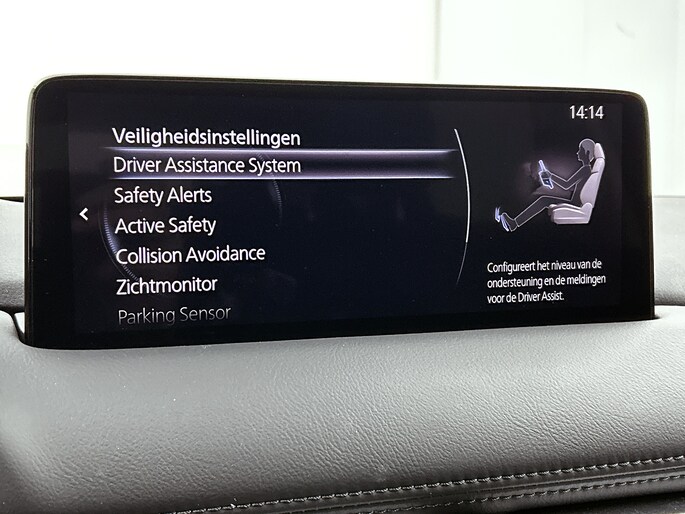 14:14
Veiligheidsinstellingen
Driver Assistance System
Safety Alerts
Active Safety
Collision Avoidance
Zichtmonitor
Parking Sensor
Configureert het niveau van de
ondersteuning en de meldingen
voor de Driver Assist.